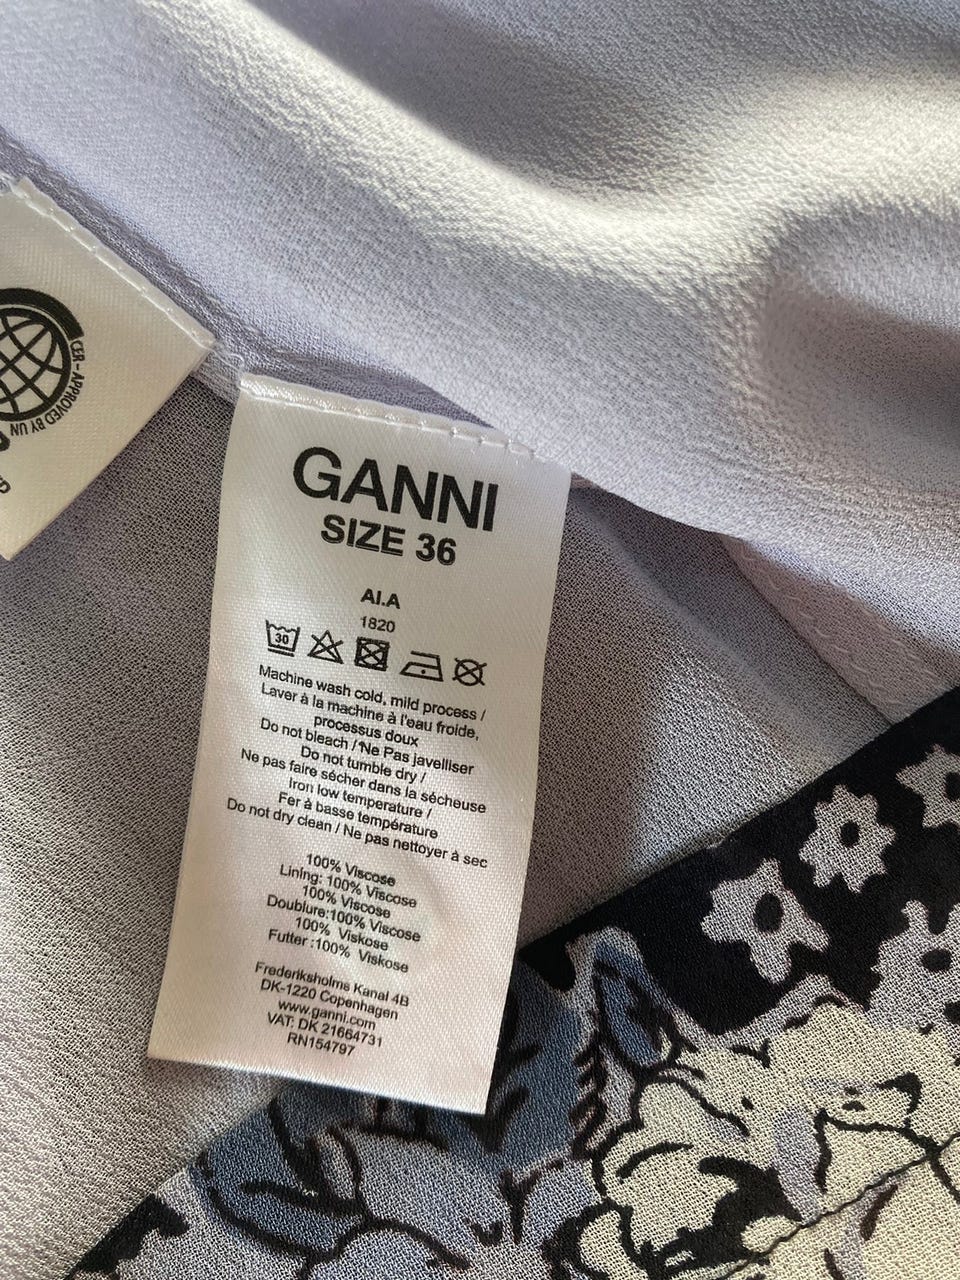 CER - APPROVED BY UN
GANNI
SIZE 36
AI.A
1820
30
Machine wash cold, mild process /
Laver à la machine à l'eau froide,
processus doux
Do not bleach / Ne Pas javelliser
Do not tumble dry /
Ne pas faire sécher dans la sécheuse
Iron low temperature /
Fer à basse température
Do not dry clean / Ne pas nettoyer à sec
100% Viscose
Lining: 100% Viscose
100% Viscose
Doublure:100% Viscose
100% Viskose
Futter :100% Viskose
Frederiksholms Kanal 4B
DK-1220 Copenhagen
www.ganni.com
VAT: DK 21664731
RN154797